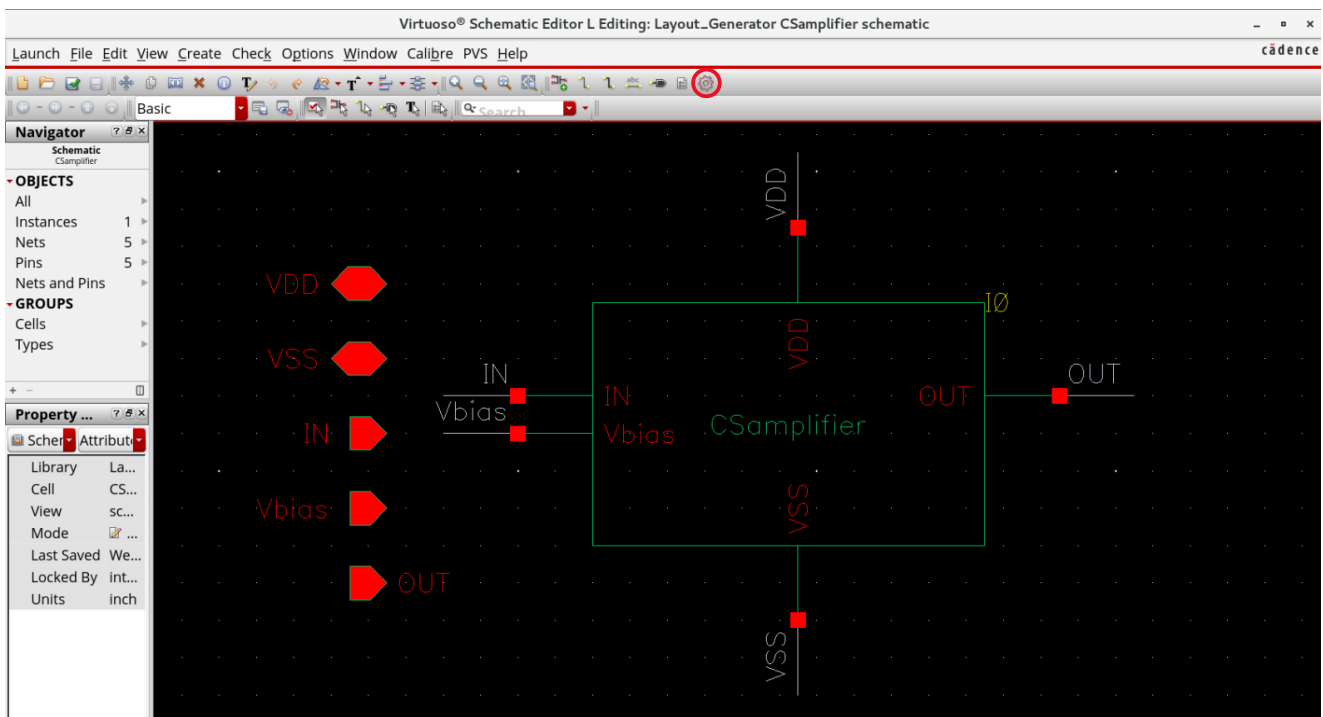 Virtuoso® Schematic Editor L Editing: Layout_Generator CSamplifier schematic
Launch File Edit View Create Check Options Window Calibre PVS Help
cādence
abc
Basic
Search
Navigator
Schematic
CSamplifier
OBJECTS
All
Instances 1
Nets 5
Pins 5
Nets and Pins
GROUPS
Cells
Types
Property ...
Scher Attribute
Library La...
Cell CS...
View sc...
Mode ...
Last Saved We...
Locked By int...
Units inch
VDD
VSS
IN
Vbias
OUT
VDD
IØ
VDD
IN
IN
Vbias
Vbias
CSamplifier
OUT
OUT
VSS
VSS